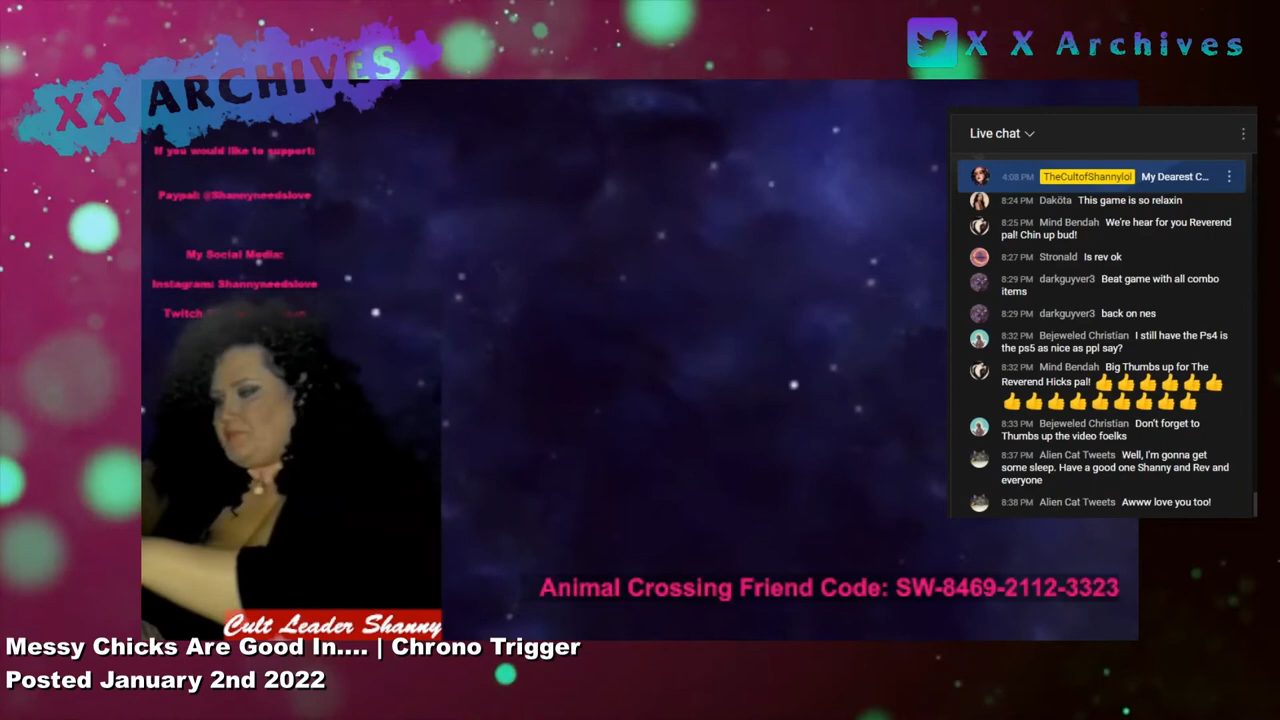 XX ARCHIVES
X X Archives
If you would like to support:
Paypal: @Shannyneedslove
My Social Media:
Instagram: Shannyneedslove
Twitch
Live chat
4:08 PM TheCultofShannylol My Dearest C...
8:24 PM Daköta This game is so relaxin
8:25 PM Mind Bendah We're hear for you Reverend
pal! Chin up bud!
8:27 PM Stronald Is rev ok
8:29 PM darkguyver3 Beat game with all combo
items
8:29 PM darkguyver3 back on nes
8:32 PM Bejeweled Christian I still have the Ps4 is
the ps5 as nice as ppl say?
8:32 PM Mind Bendah Big Thumbs up for The
Reverend Hicks pal! 👍👍👍👍👍👍
👍👍👍👍👍👍👍👍👍
8:33 PM Bejeweled Christian Don't forget to
Thumbs up the video foelks
8:37 PM Alien Cat Tweets Well, I'm gonna get
some sleep. Have a good one Shanny and Rev and
everyone
8:38 PM Alien Cat Tweets Awww love you too!
Animal Crossing Friend Code: SW-8469-2112-3323
Cult Leader Shanny
Messy Chicks Are Good In.... | Chrono Trigger
Posted January 2nd 2022